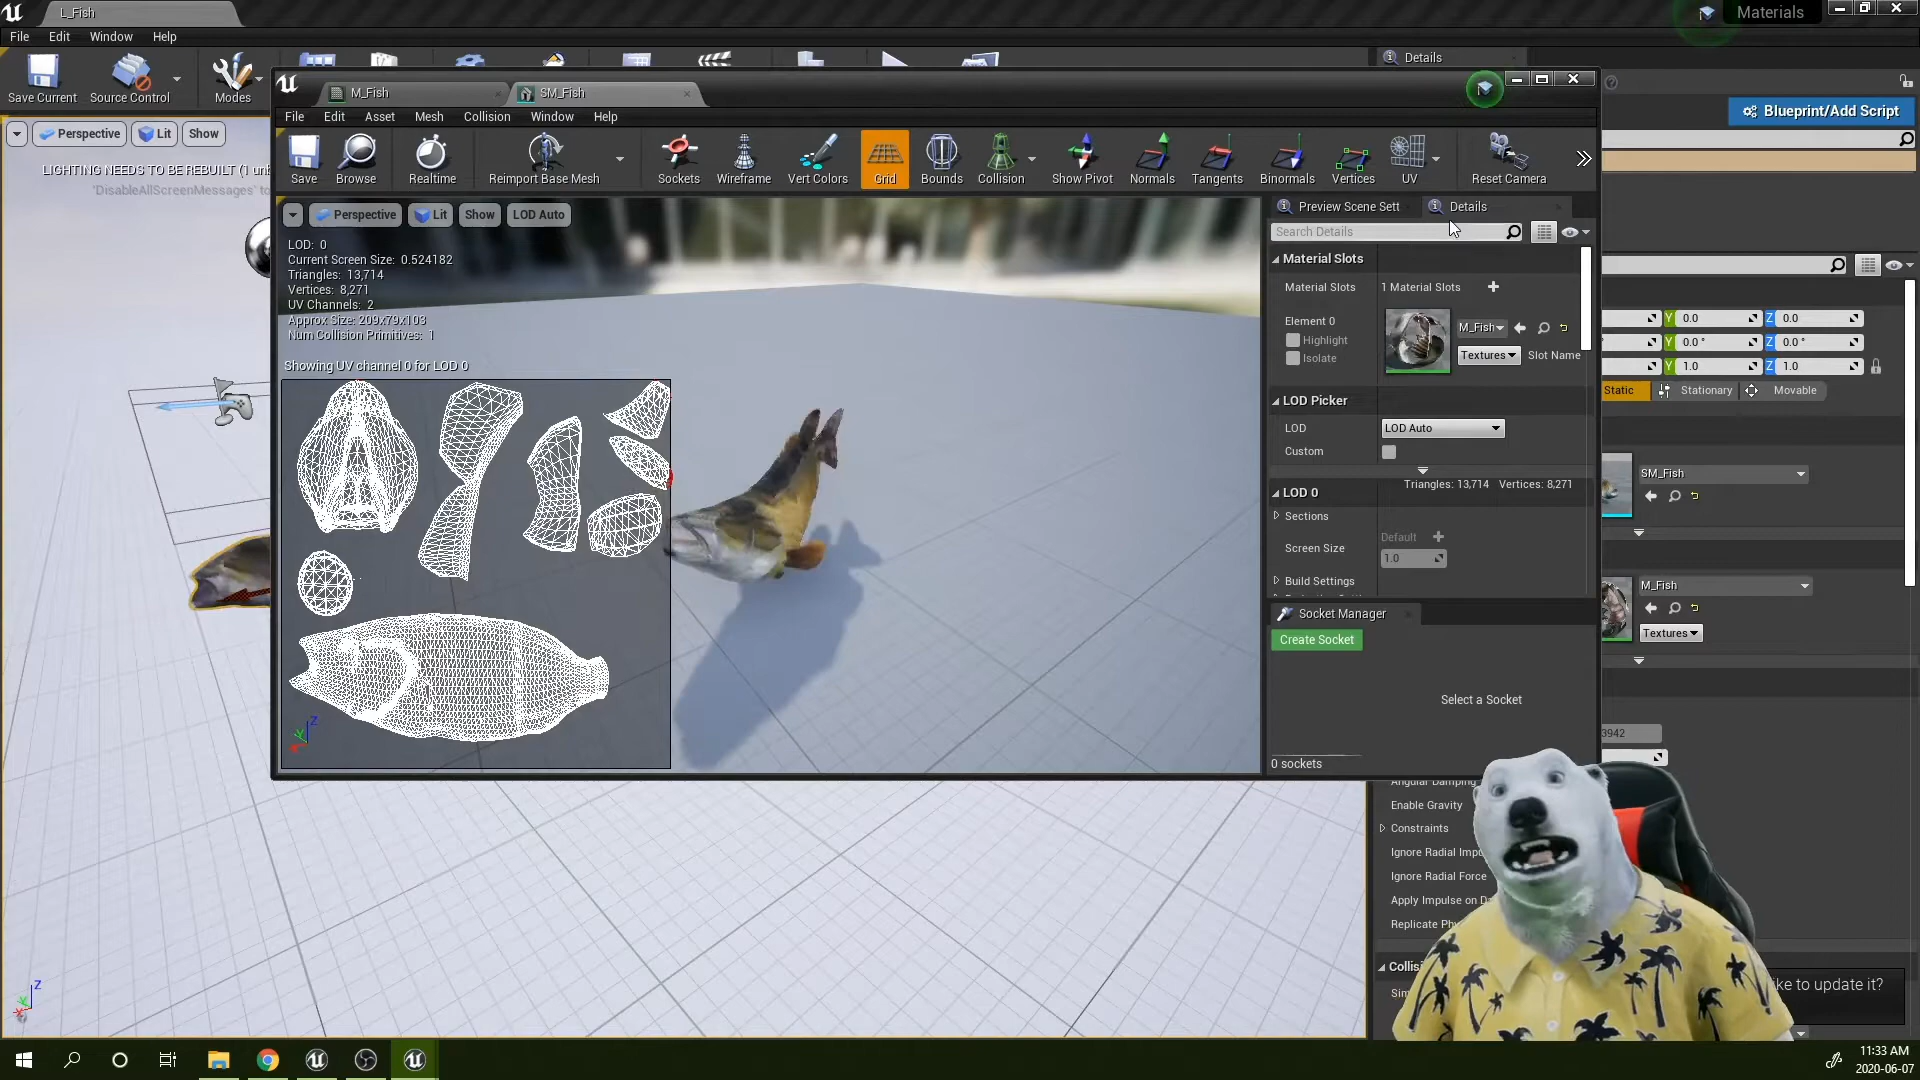 L_Fish
Materials
File Edit Window Help
Save Current Source Control Modes
Details
M_Fish SM_Fish
File Edit Asset Mesh Collision Window Help
Blueprint/Add Script
Save Browse Realtime Reimport Base Mesh Sockets Wireframe Vert Colors Grid Bounds Collision Show Pivot Normals Tangents Binormals Vertices UV Reset Camera
Perspective Lit Show
LIGHTING NEEDS TO BE REBUILT (1
'DisableAllScreenMessages' to
Perspective Lit Show LOD Auto
LOD: 0
Current Screen Size: 0.524182
Triangles: 13,714
Vertices: 8,271
UV Channels: 2
Approx Size: 209x79x103
Num Collision Primitives: 1
Showing UV channel 0 for LOD 0
Preview Scene Sett Details
Search Details
Material Slots
Material Slots 1 Material Slots
Element 0
Highlight
Isolate
M_Fish
Textures Slot Name
LOD Picker
LOD LOD Auto
Custom
LOD 0 Triangles: 13,714 Vertices: 8,271
Sections
Screen Size Default
1.0
Build Settings
Socket Manager
Create Socket
Select a Socket
0 sockets
Y 0.0 Z 0.0
Y 0.0 ° Z 0.0 °
Y 1.0 Z 1.0
Static Stationary Movable
SM_Fish
M_Fish
Textures
3942
Angular Damping
Enable Gravity
Constraints
Ignore Radial Impu
Ignore Radial Force
Apply Impulse on D
Replicate Phy
Collisi
Sim
ke to update it?
Z
Y
X
Z
Y
11:33 AM
2020-06-07